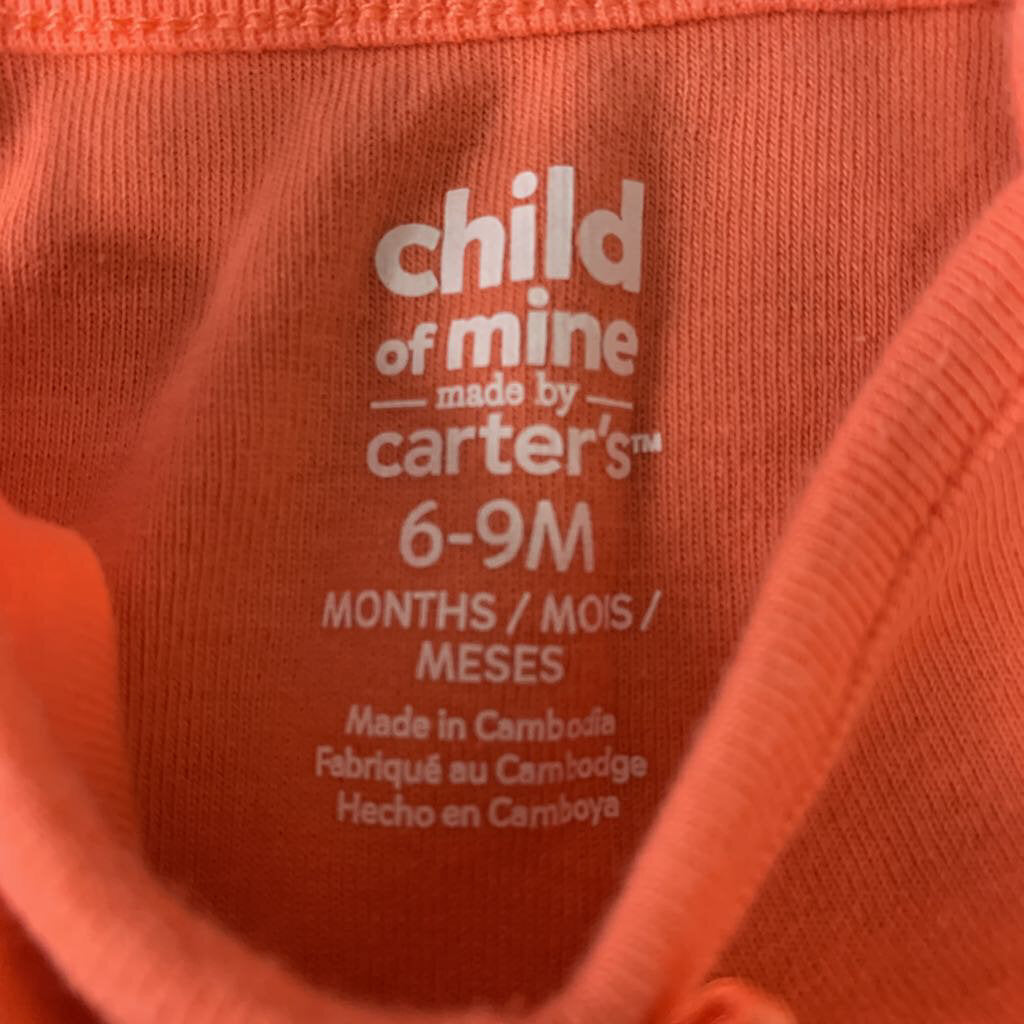 child
of mine
made by
carter's™
6-9M
MONTHS / MOIS /
MESES
Made in Cambodia
Fabriqué au Cambodge
Hecho en Camboya